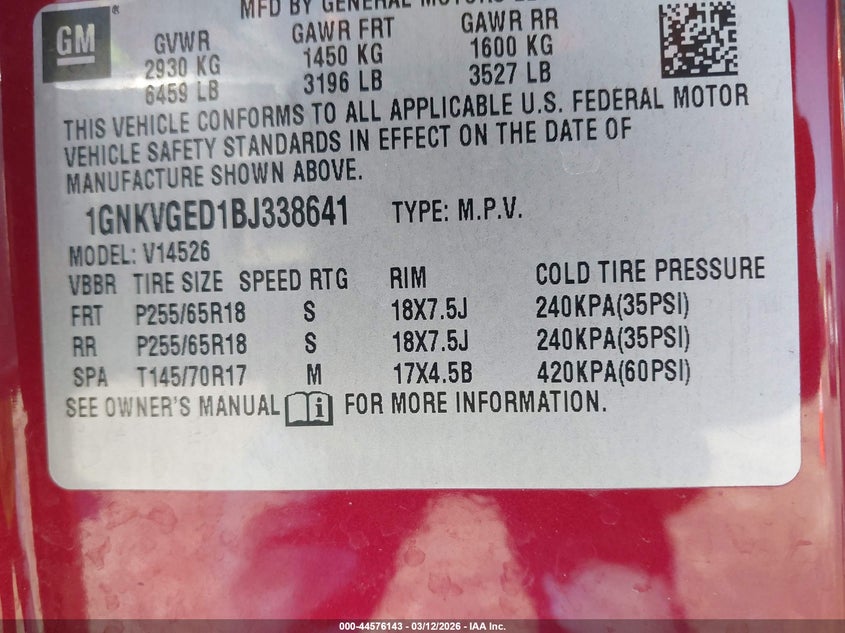 MFD BY GENERAL MOTORS
GM
®
GVWR GAWR FRT GAWR RR
2930 KG 1450 KG 1600 KG
6459 LB 3196 LB 3527 LB
THIS VEHICLE CONFORMS TO ALL APPLICABLE U.S. FEDERAL MOTOR
VEHICLE SAFETY STANDARDS IN EFFECT ON THE DATE OF
MANUFACTURE SHOWN ABOVE.
1GNKVGED1BJ338641 TYPE: M.P.V.
MODEL: V14526
VBBR TIRE SIZE SPEED RTG RIM COLD TIRE PRESSURE
FRT P255/65R18 S 18X7.5J 240KPA(35PSI)
RR P255/65R18 S 18X7.5J 240KPA(35PSI)
SPA T145/70R17 M 17X4.5B 420KPA(60PSI)
SEE OWNER'S MANUAL i FOR MORE INFORMATION.
000-44576143 - 03/12/2026 - IAA Inc.